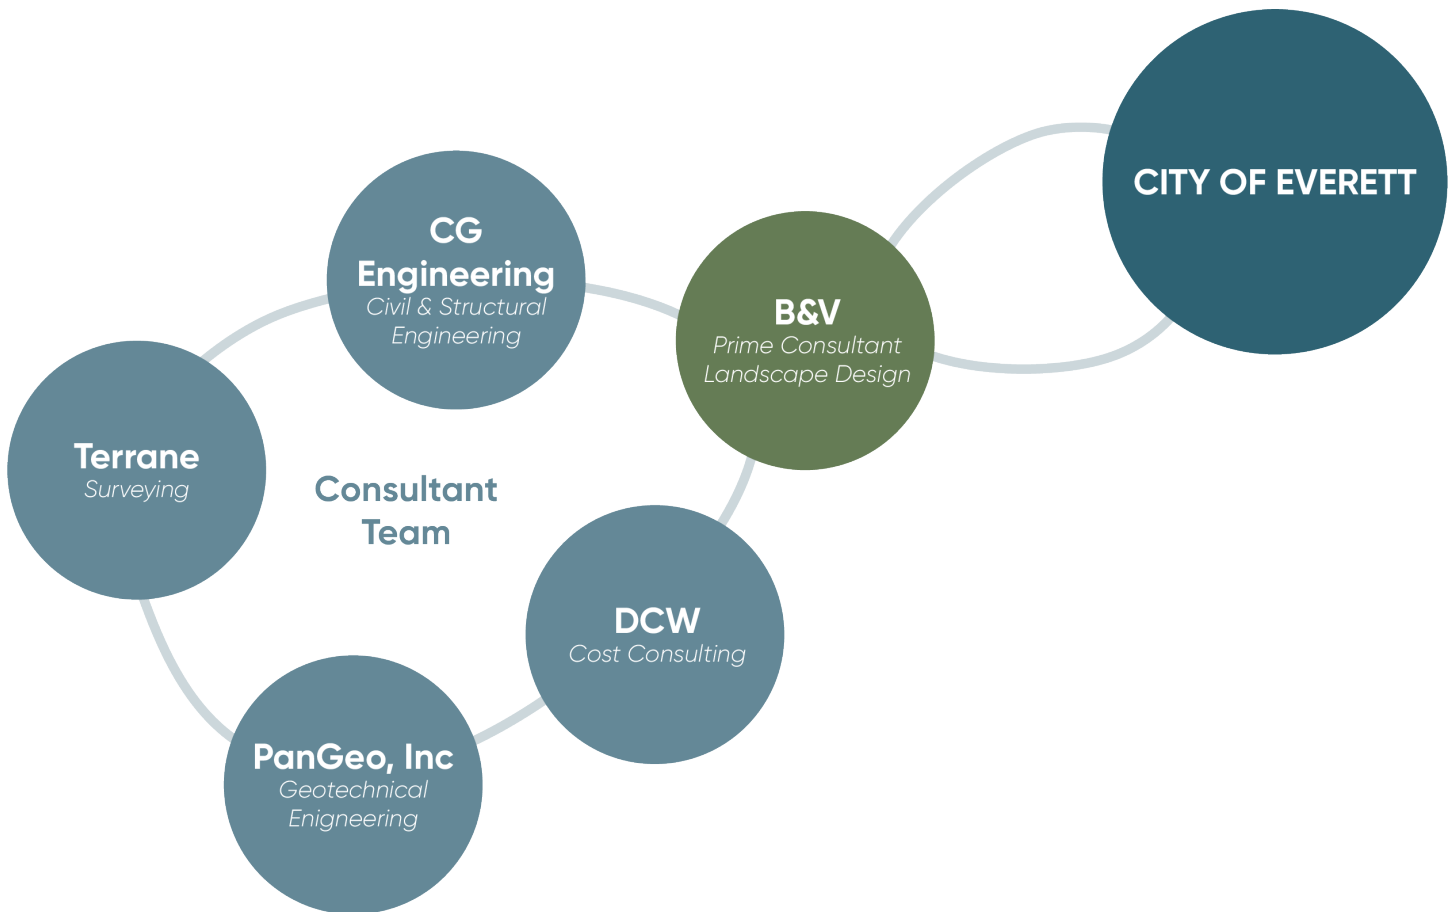 CITY OF EVERETT
CG
Engineering
Civil & Structural
Engineering
B&V
Prime Consultant
Landscape Design
Terrane
Surveying
Consultant
Team
DCW
Cost Consulting
PanGeo, Inc
Geotechnical
Enigneering